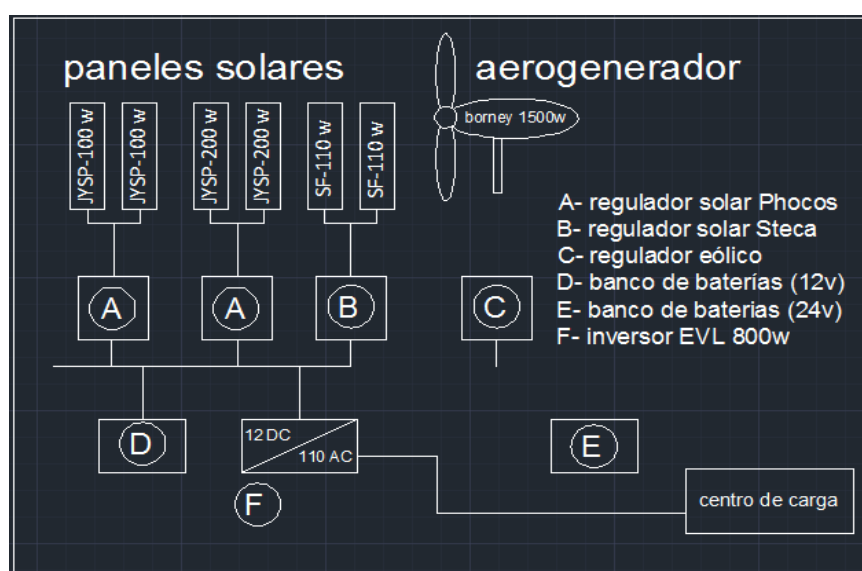 paneles solares
aerogenerador
JYSP-100 w
JYSP-100 w
JYSP-200 w
JYSP-200 w
SF-110 w
SF-110 w
borney 1500w
A- regulador solar Phocos
B- regulador solar Steca
C- regulador eólico
D- banco de baterías (12v)
E- banco de baterias (24v)
F- inversor EVL 800w
A
A
B
C
D
12 DC
110 AC
E
F
centro de carga